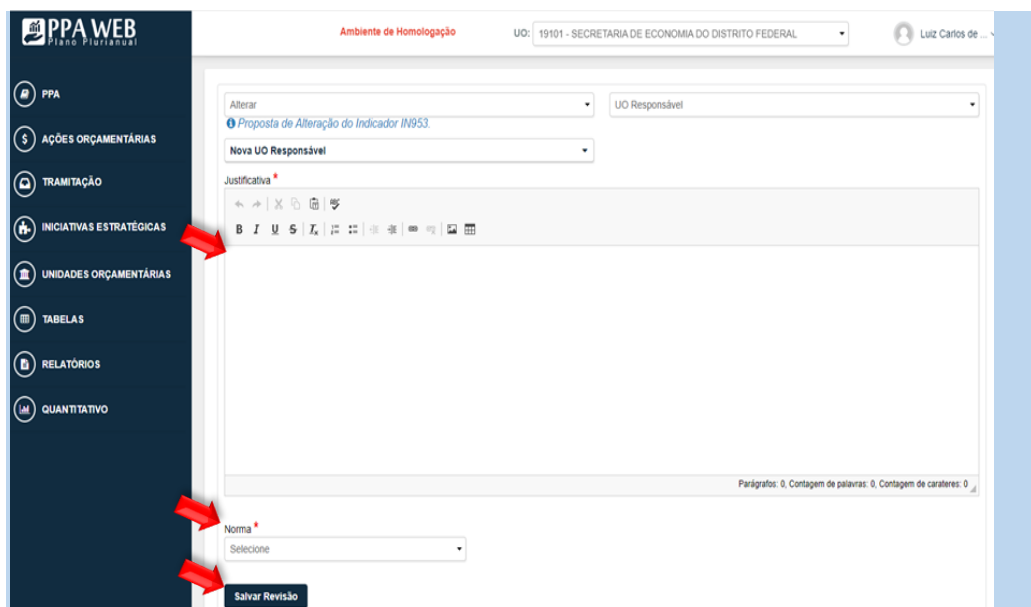 PPA WEB
Plano Plurianual
Ambiente de Homologação
UO:
19101 - SECRETARIA DE ECONOMIA DO DISTRITO FEDERAL
Luiz Carlos de ...
PPA
AÇÕES ORÇAMENTÁRIAS
TRAMITAÇÃO
INICIATIVAS ESTRATÉGICAS
UNIDADES ORÇAMENTÁRIAS
TABELAS
RELATÓRIOS
QUANTITATIVO
Alterar
UO Responsável
Proposta de Alteração do Indicador IN953.
Nova UO Responsável
Justificativa *
B I U S Ix
Parágrafos: 0, Contagem de palavras: 0, Contagem de carateres: 0
Norma *
Selecione
Salvar Revisão